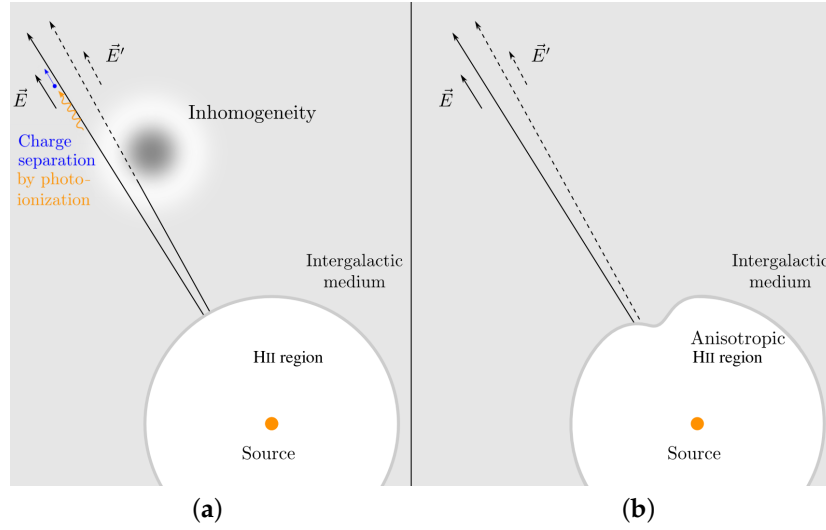 E⃗
E⃗′
Inhomogeneity
Charge
separation
by photo-
ionization
Intergalactic
medium
HII region
Source
(a)
E⃗
E⃗′
Intergalactic
medium
Anisotropic
HII region
Source
(b)